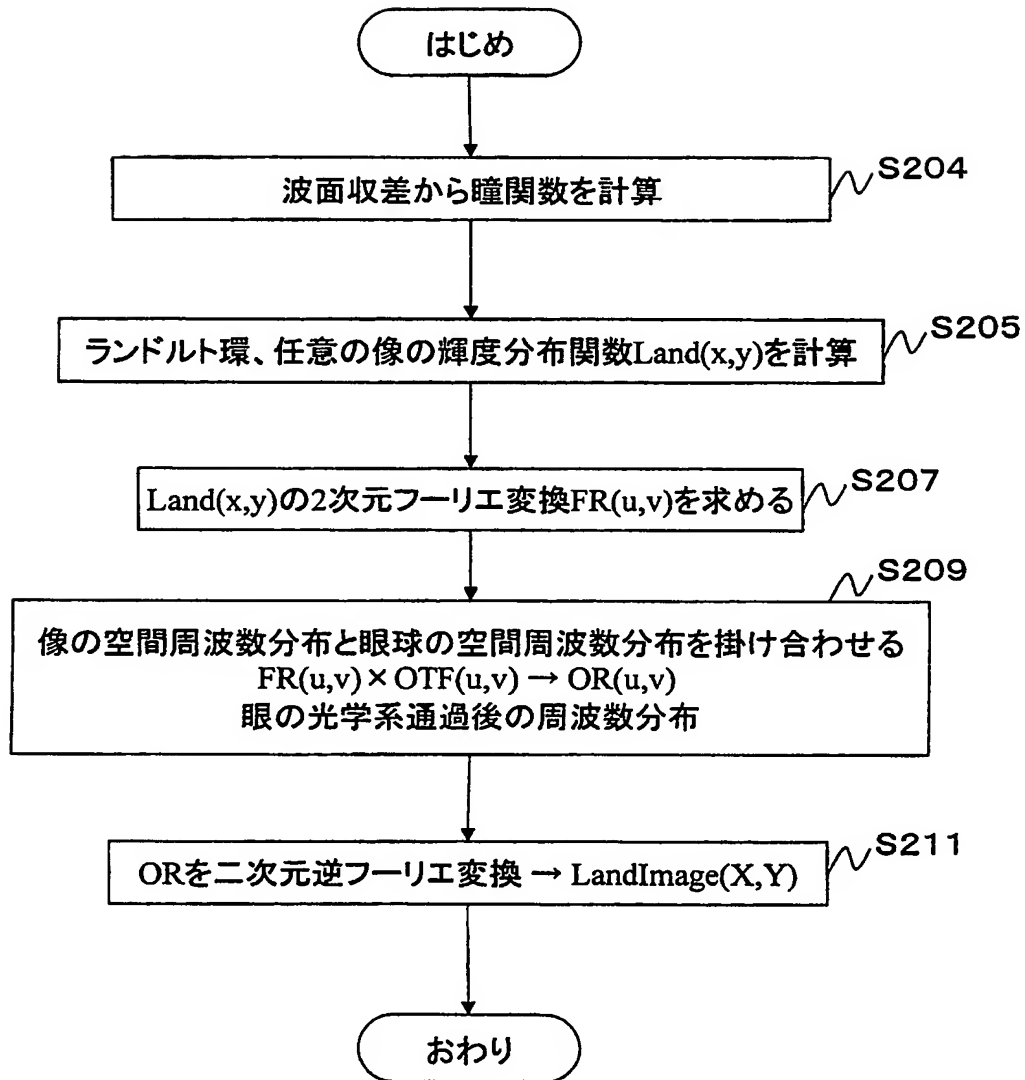 はじめ
波面収差から瞳関数を計算
S204
ランドルト環、任意の像の輝度分布関数Land(x,y)を計算
S205
Land(x,y)の2次元フーリエ変換FR(u,v)を求める
S207
S209
像の空間周波数分布と眼球の空間周波数分布を掛け合わせる
FR(u,v)×OTF(u,v) → OR(u,v)
眼の光学系通過後の周波数分布
ORを二次元逆フーリエ変換 → LandImage(X,Y)
S211
おわり